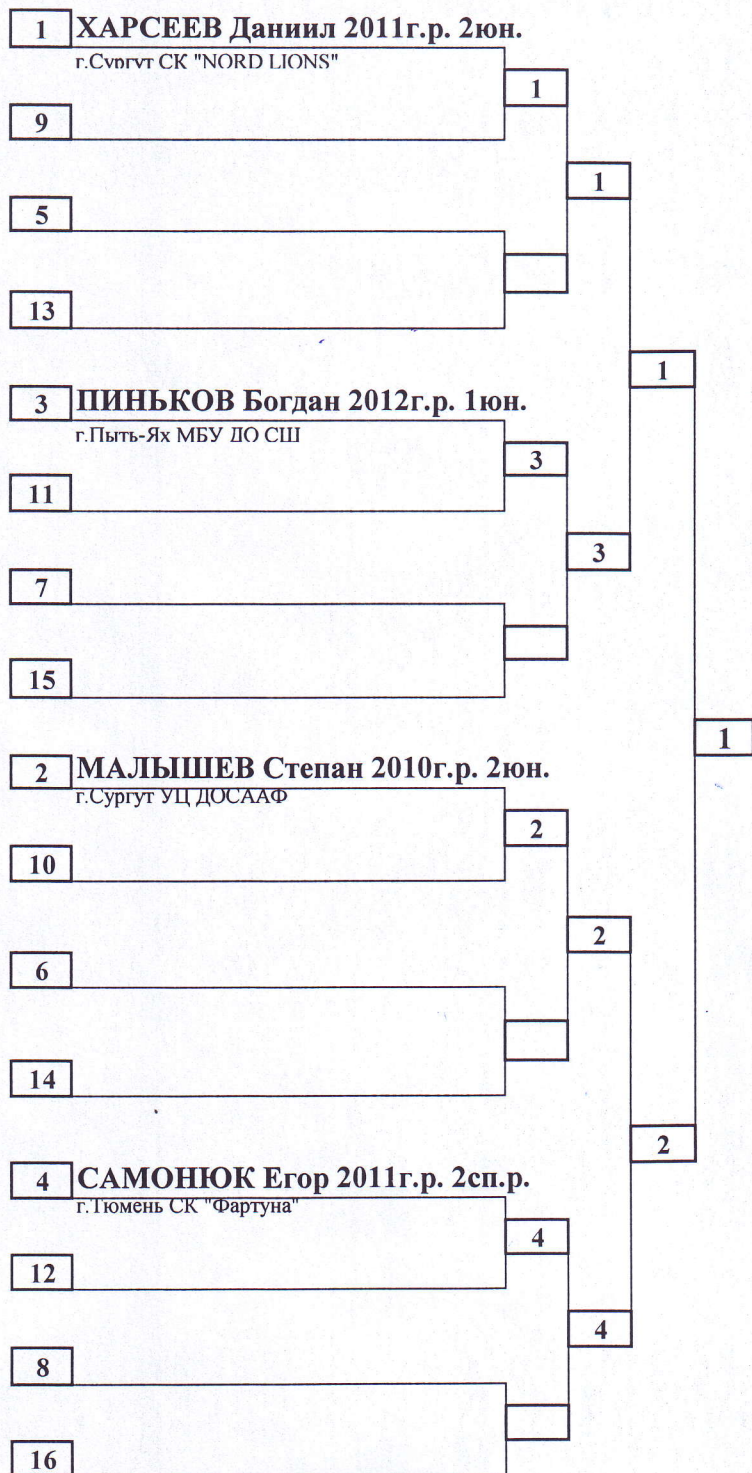 1 ХАРСЕЕВ Даниил 2011г.р. 2юн.
г.Сургут СК "NORD LIONS"
1
9
1
5
13
1
3 ПИНЬКОВ Богдан 2012г.р. 1юн.
г.Пыть-Ях МБУ ДО СШ
3
11
3
7
15
1
2 МАЛЫШЕВ Степан 2010г.р. 2юн.
г.Сургут УЦ ДОСААФ
2
10
2
6
14
2
4 САМОНЮК Егор 2011г.р. 2сп.р.
г.Тюмень СК "Фартуна"
4
12
4
8
16